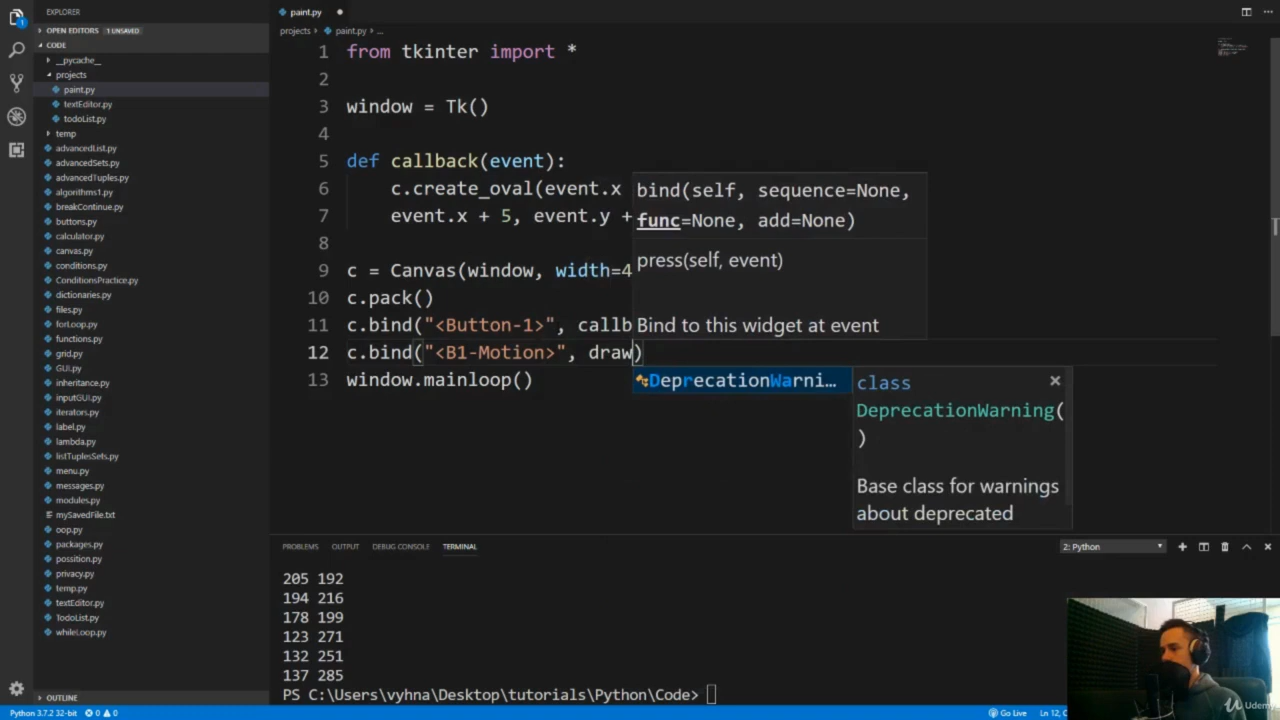 EXPLORER
OPEN EDITORS 1 UNSAVED
CODE
__pycache__
projects
paint.py
textEditor.py
todoList.py
temp
advancedList.py
advancedSets.py
advancedTuples.py
algorithms1.py
breakContinue.py
buttons.py
calculator.py
canvas.py
conditions.py
ConditionsPractice.py
dictionaries.py
files.py
forLoop.py
functions.py
grid.py
GUI.py
inheritance.py
inputGUI.py
iterators.py
label.py
lambda.py
listTuplesSets.py
menu.py
messages.py
modules.py
mySavedFile.txt
oop.py
packages.py
possition.py
privacy.py
temp.py
textEditor.py
TodoList.py
whileLoop.py
OUTLINE
paint.py
projects paint.py ...
1 from tkinter import *
2
3 window = Tk()
4
5 def callback(event):
6 c.create_oval(event.x
7 event.x + 5, event.y +
8
9 c = Canvas(window, width=4
10 c.pack()
11 c.bind("<Button-1>", callb
12 c.bind("<B1-Motion>", draw)
13 window.mainloop()
bind(self, sequence=None,
func=None, add=None)
press(self, event)
Bind to this widget at event
DeprecationWarni...
class
DeprecationWarning(
)
Base class for warnings
about deprecated
PROBLEMS OUTPUT DEBUG CONSOLE TERMINAL 2: Python
205 192
194 216
178 199
123 271
132 251
137 285
PS C:\Users\vyhna\Desktop\tutorials\Python\Code>
Python 3.7.2 32-bit 0 0 Go Live Ln 12, C
Udemy
1